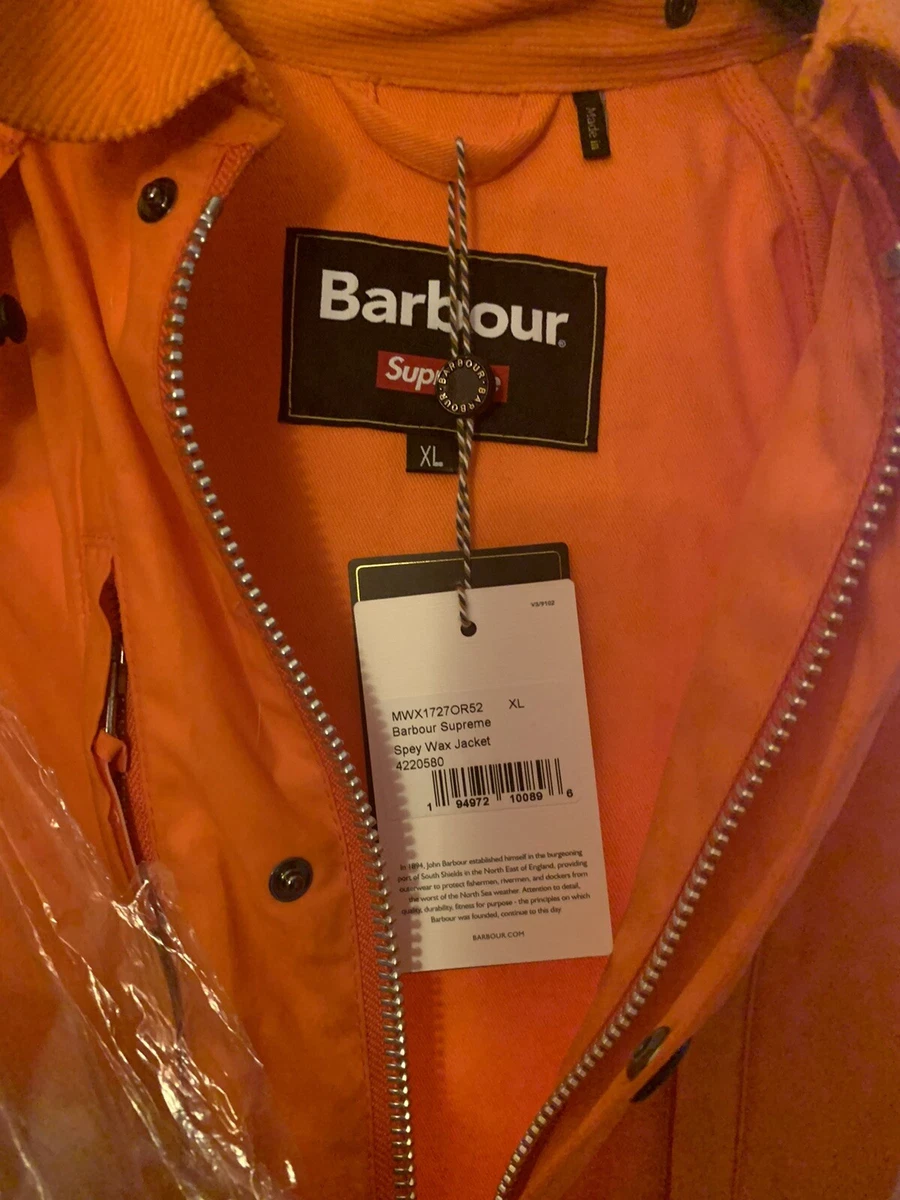 Made in
Barbour®
BARBOUR · BARBOUR ·
XL
V3/9102
MWX1727OR52 XL
Barbour Supreme
Spey Wax Jacket
4220580
1 94972 10089 6
In 1894, John Barbour established himself in the burgeoning
port of South Shields in the North East of England, providing
outerwear to protect fishermen, rivermen, and dockers from
the worst of the North Sea weather. Attention to detail,
quality, durability, fitness for purpose - the principles on which
Barbour was founded, continue to this day
BARBOUR.COM